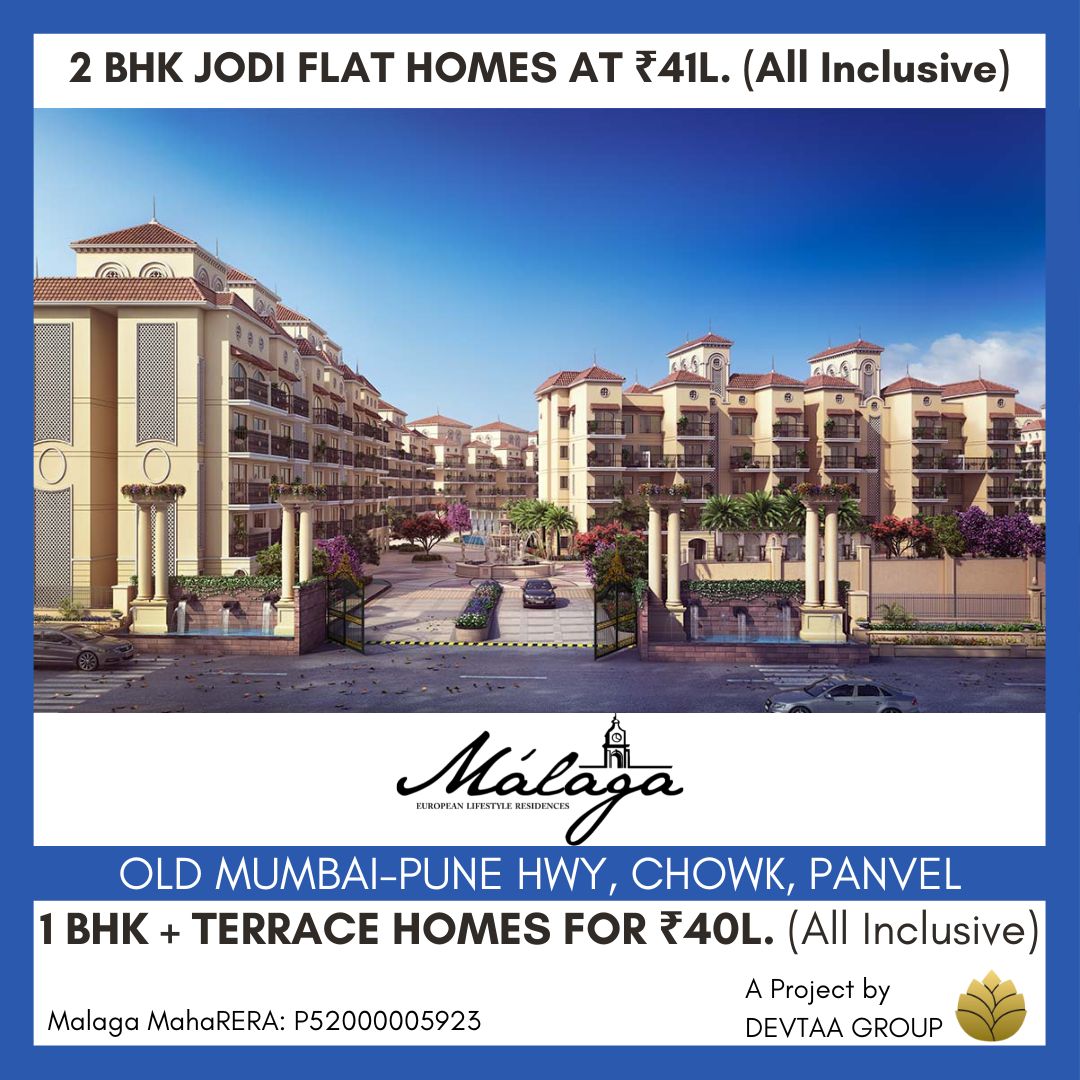 2 BHK JODI FLAT HOMES AT ₹41L. (All Inclusive)
Málaga
EUROPEAN LIFESTYLE RESIDENCES
OLD MUMBAI-PUNE HWY, CHOWK, PANVEL
1 BHK + TERRACE HOMES FOR ₹40L. (All Inclusive)
Malaga MahaRERA: P52000005923
A Project by
DEVTAA GROUP